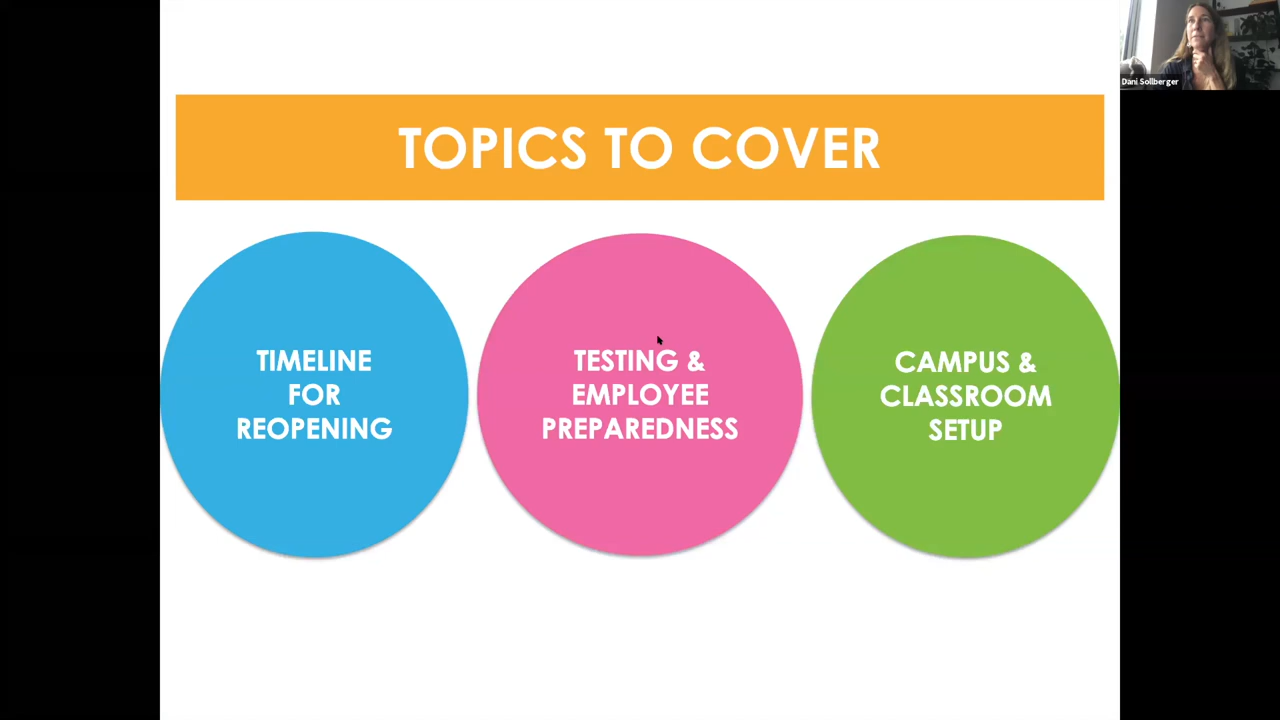 Dani Sollberger
TOPICS TO COVER
TIMELINE
FOR
REOPENING
TESTING &
EMPLOYEE
PREPAREDNESS
CAMPUS &
CLASSROOM
SETUP